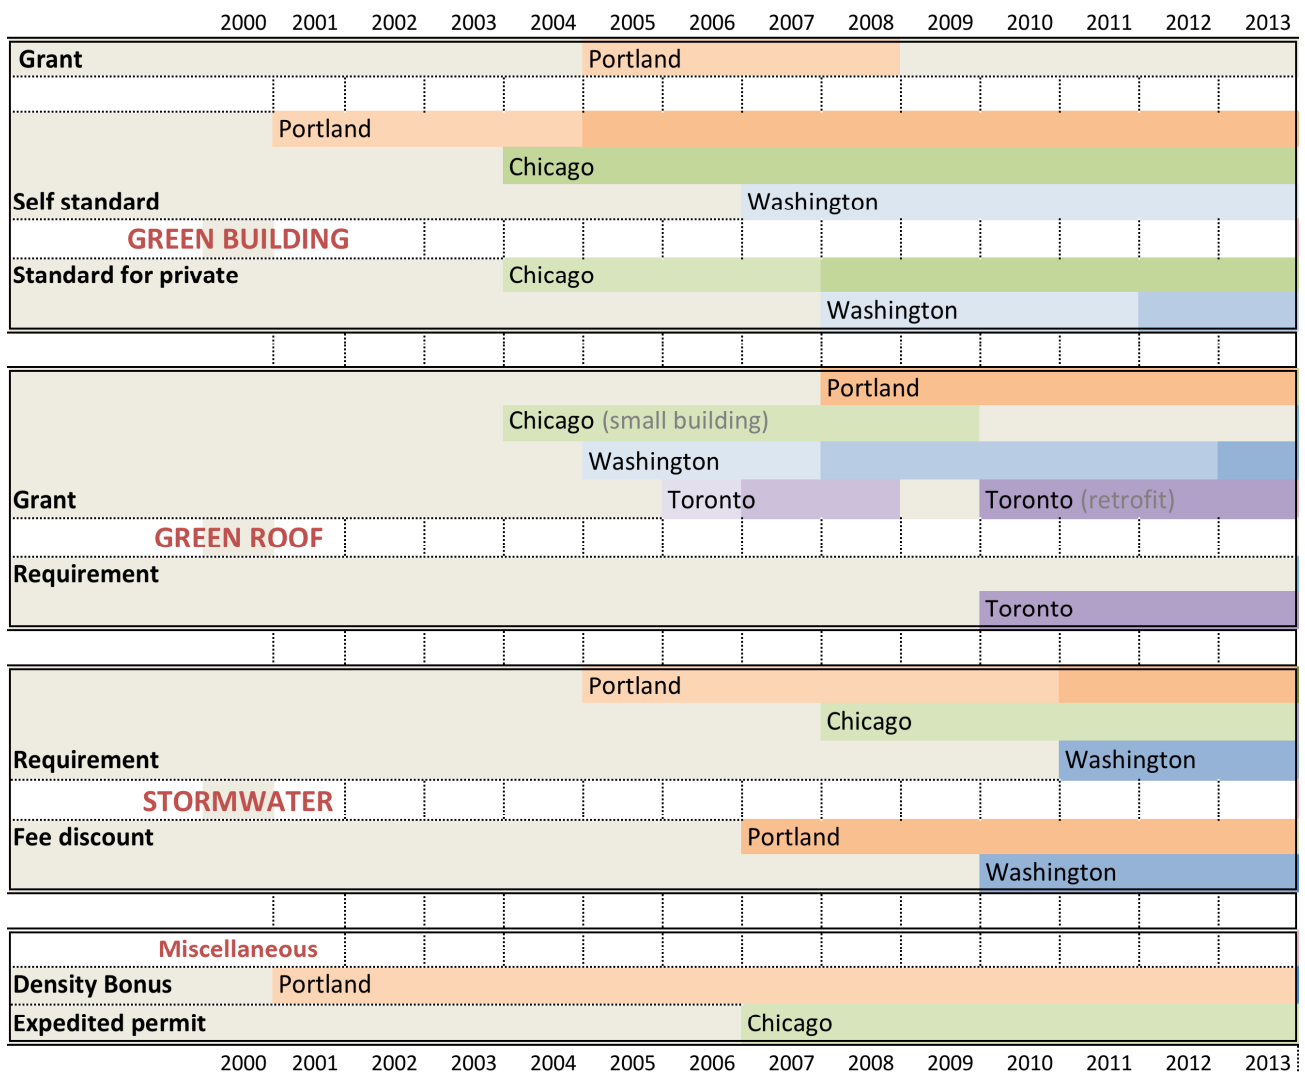 2000 2001 2002 2003 2004 2005 2006 2007 2008 2009 2010 2011 2012 2013
Grant Portland
Portland
Chicago
Self standard Washington
GREEN BUILDING
Standard for private Chicago
Washington
Portland
Chicago (small building)
Washington
Grant Toronto Toronto (retrofit)
GREEN ROOF
Requirement
Toronto
Portland
Chicago
Requirement Washington
STORMWATER
Fee discount Portland
Washington
Miscellaneous
Density Bonus Portland
Expedited permit Chicago
2000 2001 2002 2003 2004 2005 2006 2007 2008 2009 2010 2011 2012 2013